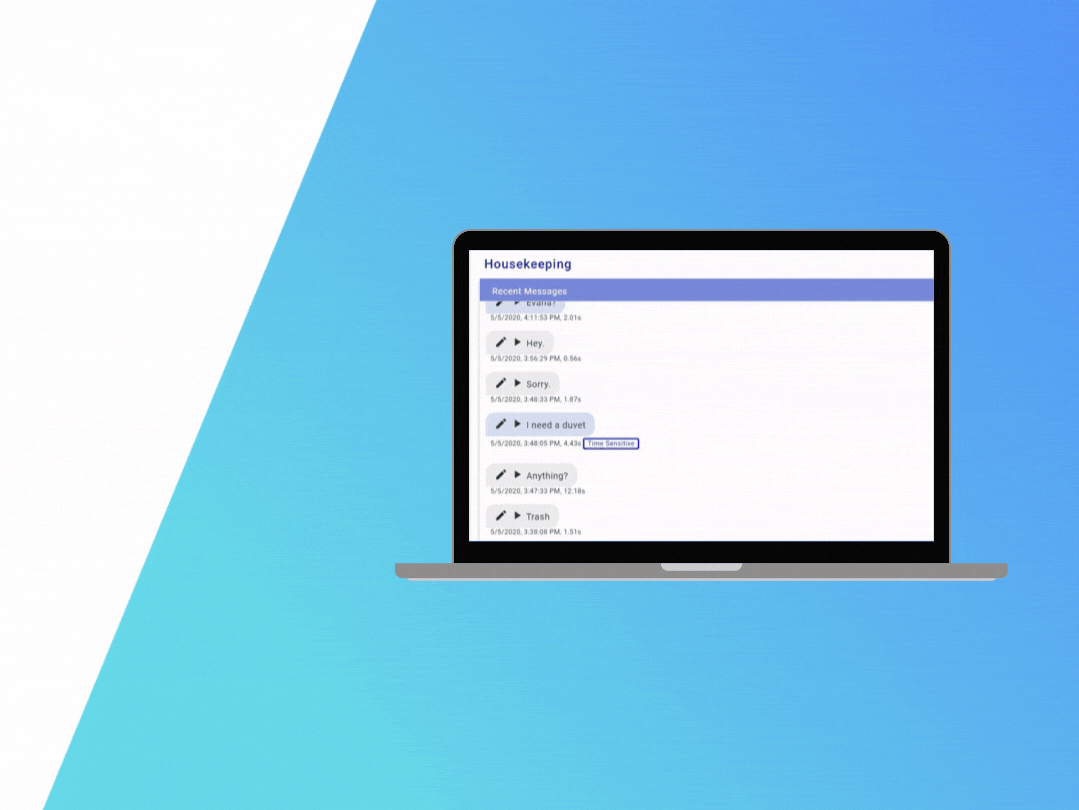 Housekeeping
Recent Messages
Evana?
5/5/2020, 4:11:53 PM, 2.01s
Hey.
5/5/2020, 3:56:29 PM, 0.56s
Sorry.
5/5/2020, 3:48:33 PM, 1.87s
I need a duvet
5/5/2020, 3:48:05 PM, 4.43s Time Sensitive
Anything?
5/5/2020, 3:47:33 PM, 12.16s
Trash
5/5/2020, 3:38:08 PM, 1.51s